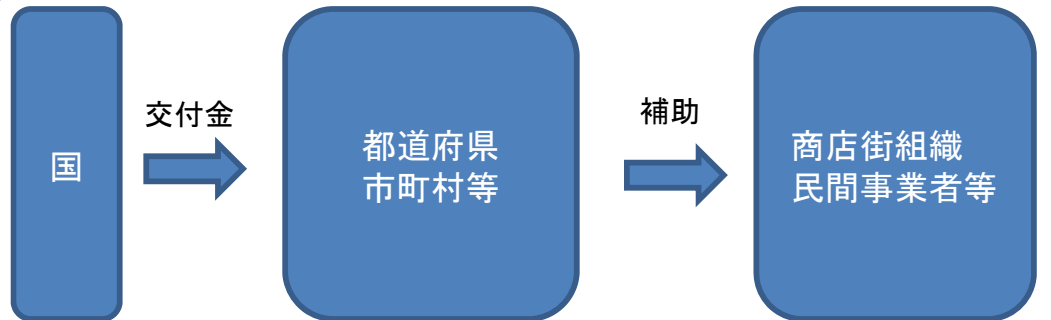 国
交付金
都道府県
市町村等
補助
商店街組織
民間事業者等